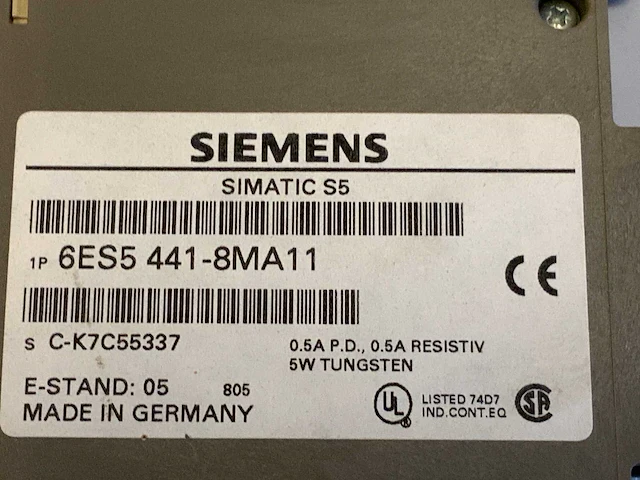 SIEMENS
SIMATIC S5
1P 6ES5 441-8MA11
CE
S C-K7C55337
0.5A P.D., 0.5A RESISTIV
5W TUNGSTEN
E-STAND: 05 805
MADE IN GERMANY
UL
®
LISTED 74D7
IND.CONT.EQ
SA